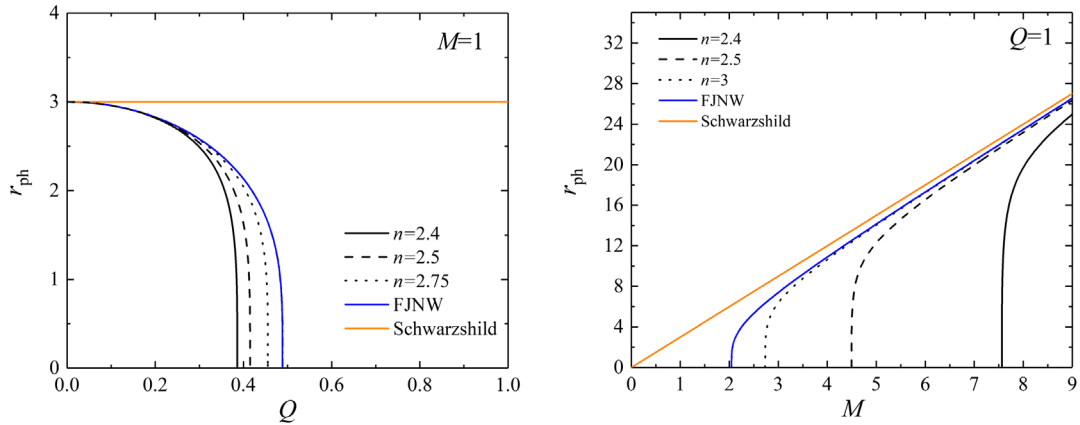 M=1
3
2
1
0
4
r_ph
n=2.4
n=2.5
n=2.75
FJNW
Schwarzshild
0.0
0.2
0.4
0.6
0.8
1.0
Q
Q=1
n=2.4
n=2.5
n=3
FJNW
Schwarzshild
32
28
24
20
16
12
8
4
0
r_ph
0
1
2
3
4
5
6
7
8
9
M